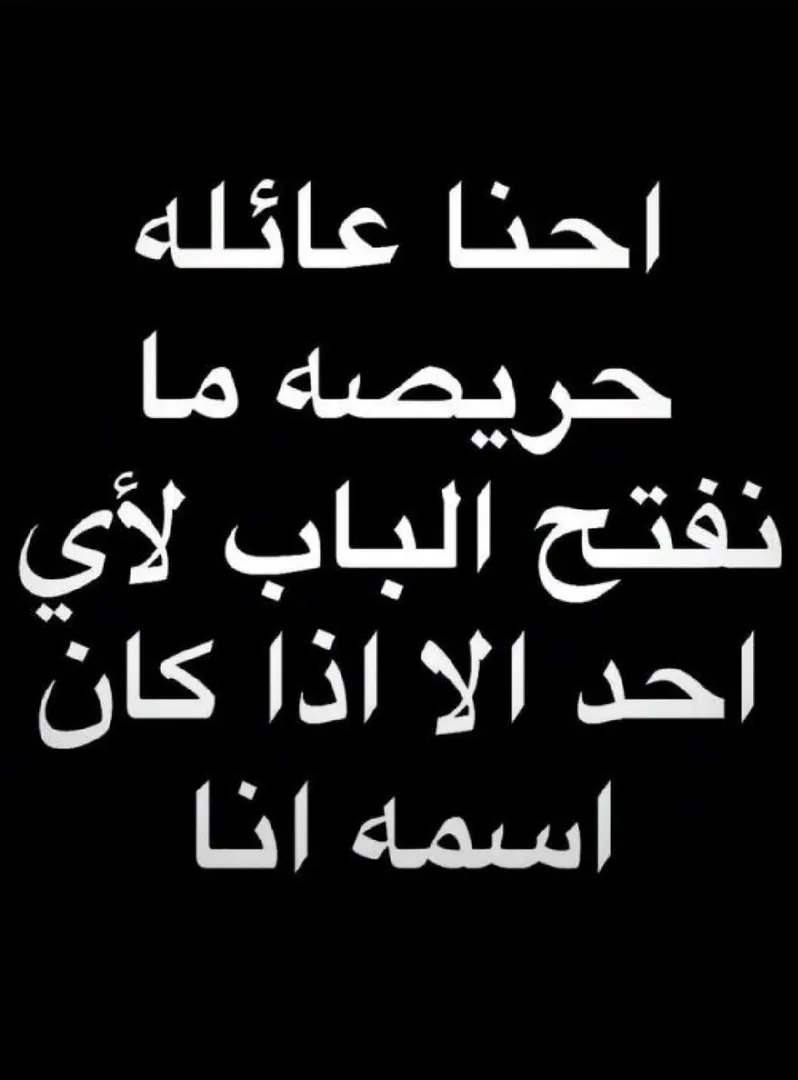 احنا عائله
حريصه ما
نفتح الباب لأي
احد الا اذا كان
اسمه انا